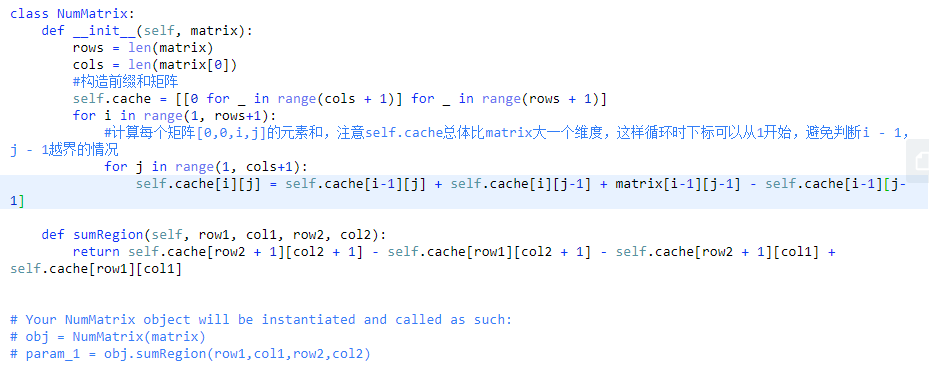 class NumMatrix:
    def __init__(self, matrix):
        rows = len(matrix)
        cols = len(matrix[0])
        #构造前缀和矩阵
        self.cache = [[0 for _ in range(cols + 1)] for _ in range(rows + 1)]
        for i in range(1, rows+1):
            #计算每个矩阵[0,0,i,j]的元素和，注意self.cache总体比matrix大一个维度，这样循环时下标可以从1开始，避免判断i - 1，
j - 1越界的情况
            for j in range(1, cols+1):
                self.cache[i][j] = self.cache[i-1][j] + self.cache[i][j-1] + matrix[i-1][j-1] - self.cache[i-1][j-
1]
    def sumRegion(self, row1, col1, row2, col2):
        return self.cache[row2 + 1][col2 + 1] - self.cache[row1][col2 + 1] - self.cache[row2 + 1][col1] +
self.cache[row1][col1]
# Your NumMatrix object will be instantiated and called as such:
# obj = NumMatrix(matrix)
# param_1 = obj.sumRegion(row1,col1,row2,col2)